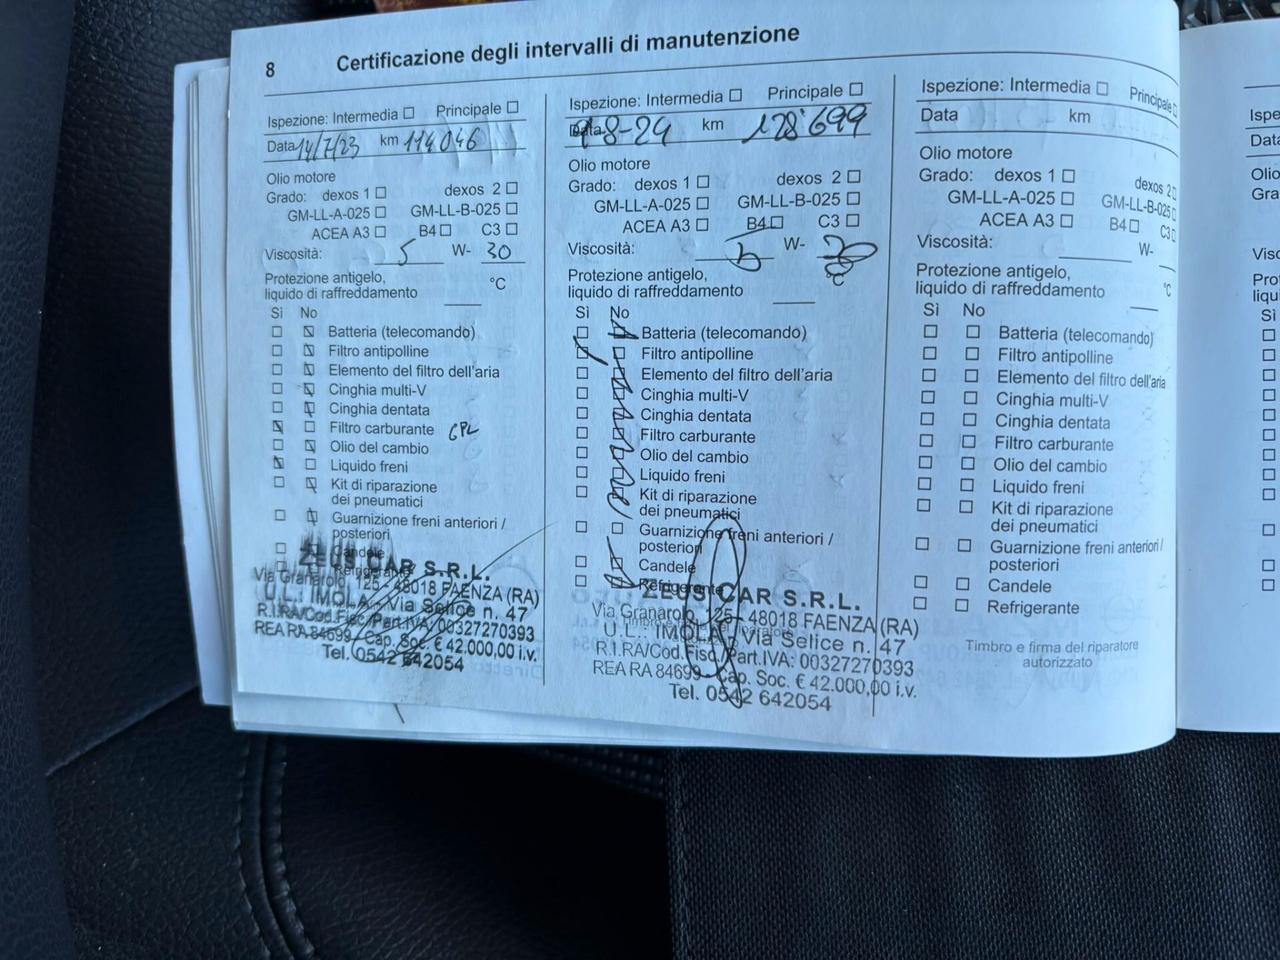 8 Certificazione degli intervalli di manutenzione
Ispezione: Intermedia Principale
Data 14/7/23 km 114046
Olio motore
Grado: dexos 1 dexos 2
GM-LL-A-025 GM-LL-B-025
ACEA A3 B4 C3
Viscosità: 5 W- 30
Protezione antigelo,
liquido di raffreddamento °C
Sì No
Batteria (telecomando)
Filtro antipolline
Elemento del filtro dell'aria
Cinghia multi-V
Cinghia dentata
Filtro carburante GPL
Olio del cambio
Liquido freni
Kit di riparazione
dei pneumatici
Guarnizione freni anteriori /
posteriori
Candele
Refrigerante
ZEUS CAR S.R.L.
Via Granarolo, 125 - 48018 FAENZA (RA)
U.L.: IMOLA Via Selice n. 47
R.I.RA/Cod.Fisc/Part.IVA: 00327270393
REA RA 84699 Cap. Soc. € 42.000,00 i.v.
Tel. 0542 642054
Ispezione: Intermedia Principale
Data 9-8-24 km 128'699
Olio motore
Grado: dexos 1 dexos 2
GM-LL-A-025 GM-LL-B-025
ACEA A3 B4 C3
Viscosità: 5 W- 30
Protezione antigelo, °C
liquido di raffreddamento
Sì No
Batteria (telecomando)
Filtro antipolline
Elemento del filtro dell'aria
Cinghia multi-V
Cinghia dentata
Filtro carburante
Olio del cambio
Liquido freni
Kit di riparazione
dei pneumatici
Guarnizione freni anteriori /
posteriori
Candele
Refrigerante
ZEUS CAR S.R.L.
Via Granarolo, 125 - 48018 FAENZA (RA)
U.L.: IMOLA Via Selice n. 47
R.I.RA/Cod.Fisc/Part.IVA: 00327270393
REA RA 84699 Cap. Soc. € 42.000,00 i.v.
Tel. 0542 642054
Ispezione: Intermedia Principale
Data km
Olio motore
Grado: dexos 1 dexos 2
GM-LL-A-025 GM-LL-B-025
ACEA A3 B4 C3
Viscosità: W-
Protezione antigelo,
liquido di raffreddamento °C
Sì No
Batteria (telecomando)
Filtro antipolline
Elemento del filtro dell'aria
Cinghia multi-V
Cinghia dentata
Filtro carburante
Olio del cambio
Liquido freni
Kit di riparazione
dei pneumatici
Guarnizione freni anteriori /
posteriori
Candele
Refrigerante
Timbro e firma del riparatore
autorizzato